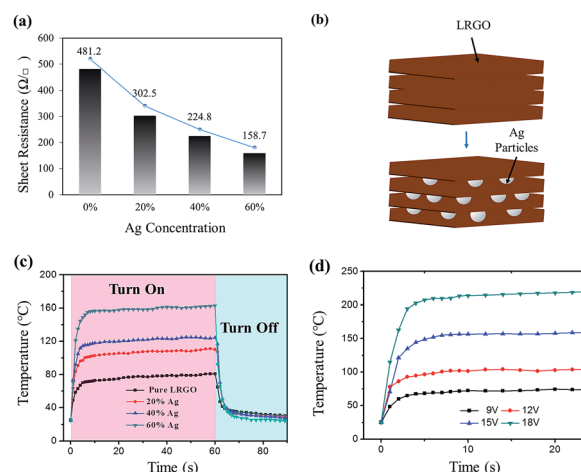 (a)
600
500
400
300
200
100
0
Sheet Resistance (Ω/□)
481.2
302.5
224.8
158.7
0% 20% 40% 60%
Ag Concentration
(b)
LRGO
Ag
Particles
(c)
Turn On
Turn Off
200
160
120
80
40
0
Temperature (°C)
Pure LRGO
20% Ag
40% Ag
60% Ag
0 20 40 60 80
Time (s)
(d)
250
200
150
100
50
0
Temperature (°C)
9V 12V
15V 18V
0 10 20
Time (s)